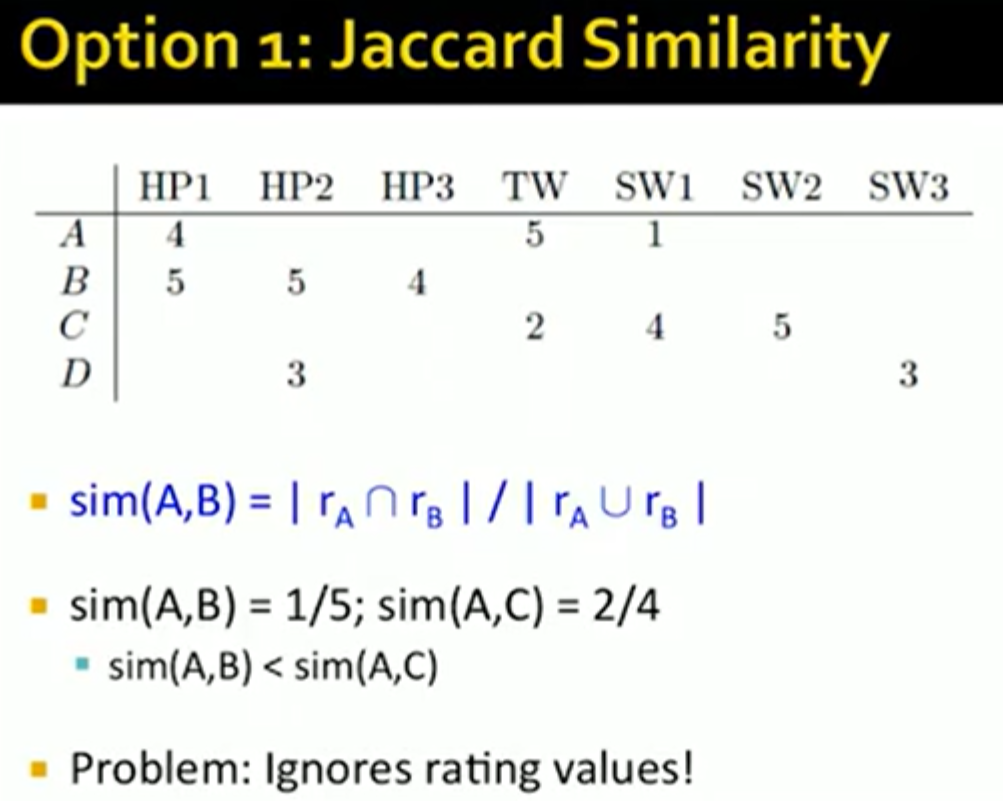 Option 1: Jaccard Similarity
HP1 HP2 HP3 TW SW1 SW2 SW3
A 4 5 1
B 5 5 4
C 2 4 5
D 3 3
sim(A,B) = | rA ∩ rB | / | rA ∪ rB |
sim(A,B) = 1/5; sim(A,C) = 2/4
sim(A,B) < sim(A,C)
Problem: Ignores rating values!